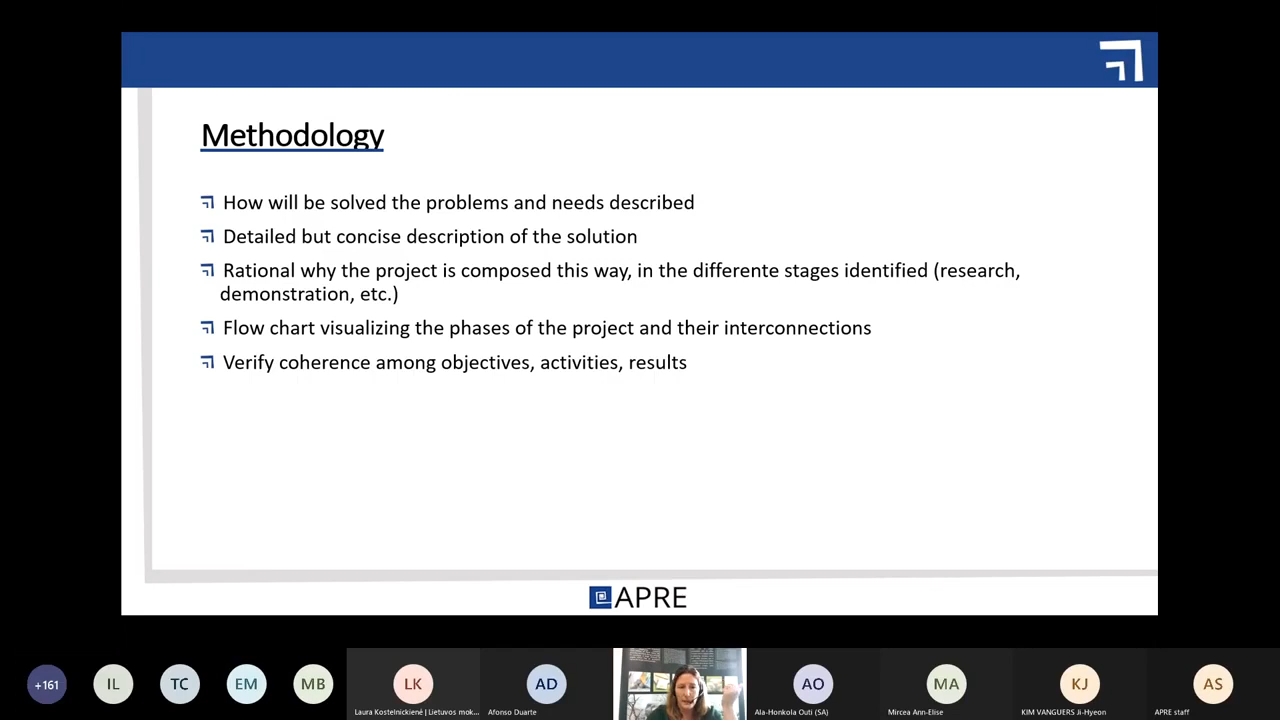 Methodology
How will be solved the problems and needs described
Detailed but concise description of the solution
Rational why the project is composed this way, in the differente stages identified (research,
demonstration, etc.)
Flow chart visualizing the phases of the project and their interconnections
Verify coherence among objectives, activities, results
APRE
+161
IL
TC
EM
MB
LK
AD
AO
MA
KJ
AS
Laura Kostelnickienė | Lietuvos mok...
Afonso Duarte
Ala-Honkola Outi (SA)
Mircea Ann-Elise
KIM VANGUERS Ji-Hyeon
APRE staff